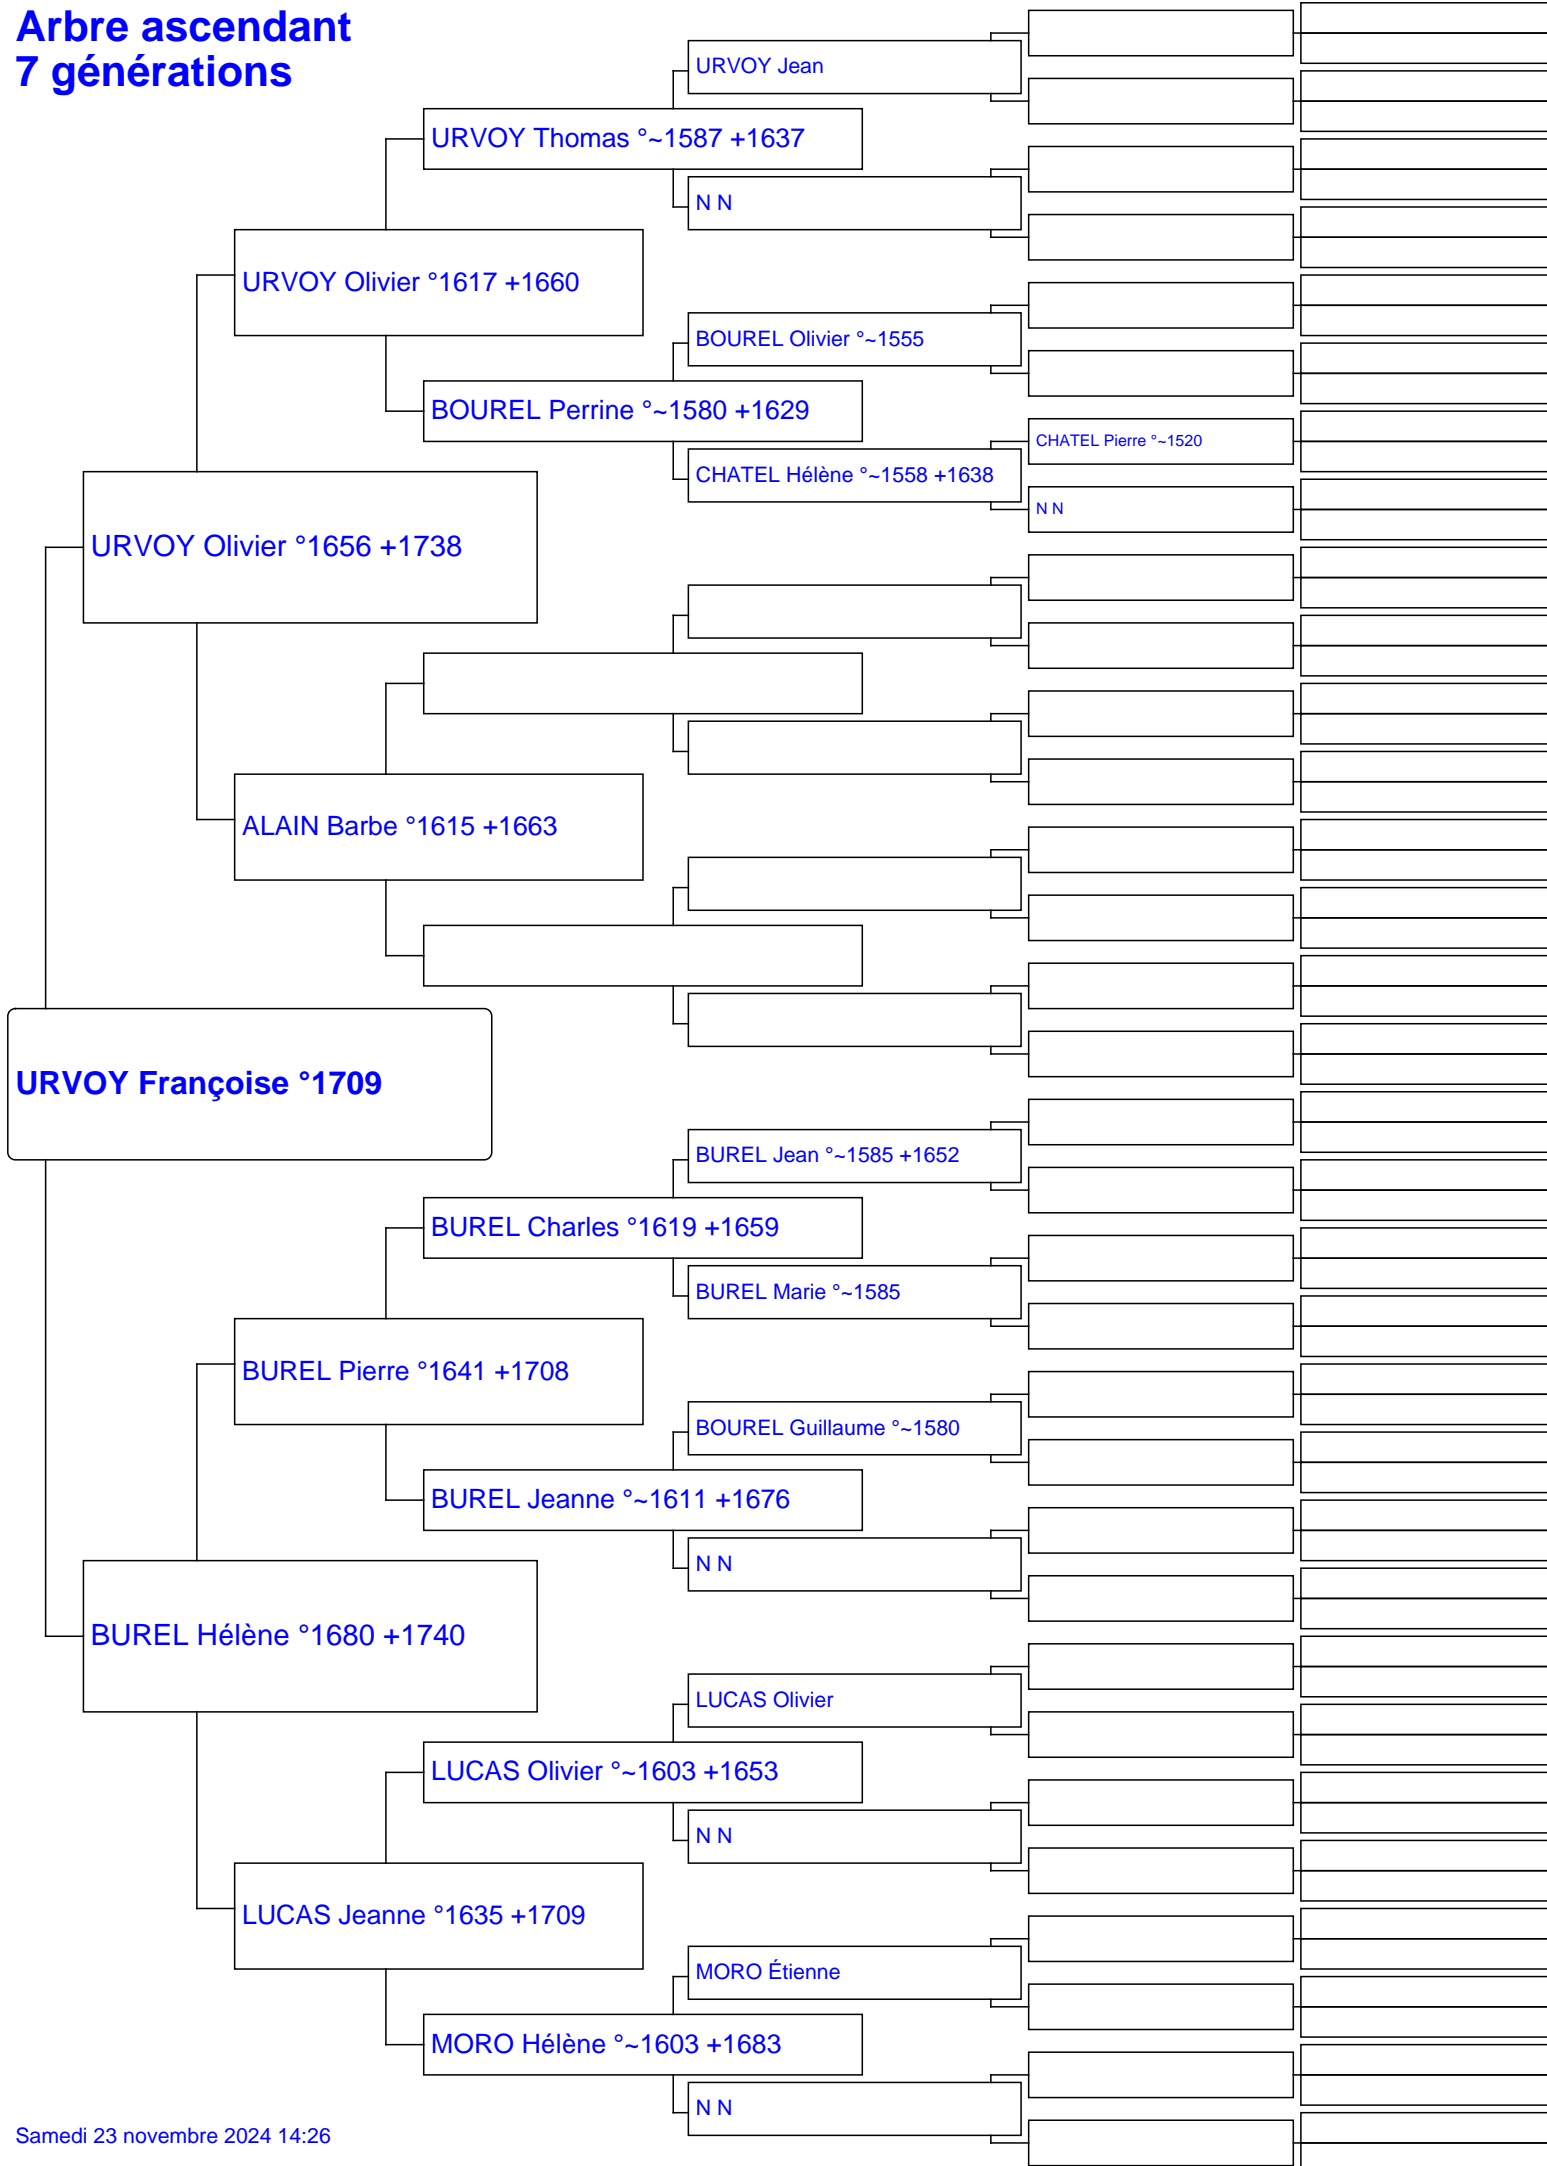 Arbre ascendant
7 générations
URVOY Jean
URVOY Thomas °~1587 +1637
N N
URVOY Olivier °1617 +1660
BOUREL Olivier °~1555
BOUREL Perrine °~1580 +1629
CHATEL Pierre °~1520
CHATEL Hélène °~1558 +1638
N N
URVOY Olivier °1656 +1738
ALAIN Barbe °1615 +1663
URVOY Françoise °1709
BUREL Jean °~1585 +1652
BUREL Charles °1619 +1659
BUREL Marie °~1585
BUREL Pierre °1641 +1708
BOUREL Guillaume °~1580
BUREL Jeanne °~1611 +1676
N N
BUREL Hélène °1680 +1740
LUCAS Olivier
LUCAS Olivier °~1603 +1653
N N
LUCAS Jeanne °1635 +1709
MORO Étienne
MORO Hélène °~1603 +1683
N N
Samedi 23 novembre 2024 14:26